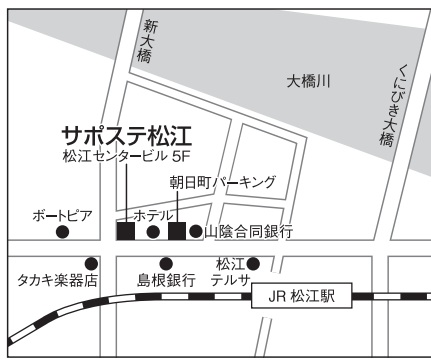 新大橋
大橋川
くにびき大橋
サポステ松江
松江センタービル 5F
朝日町パーキング
ボートピア
ホテル
山陰合同銀行
タカキ楽器店
島根銀行
松江
テルサ
JR 松江駅